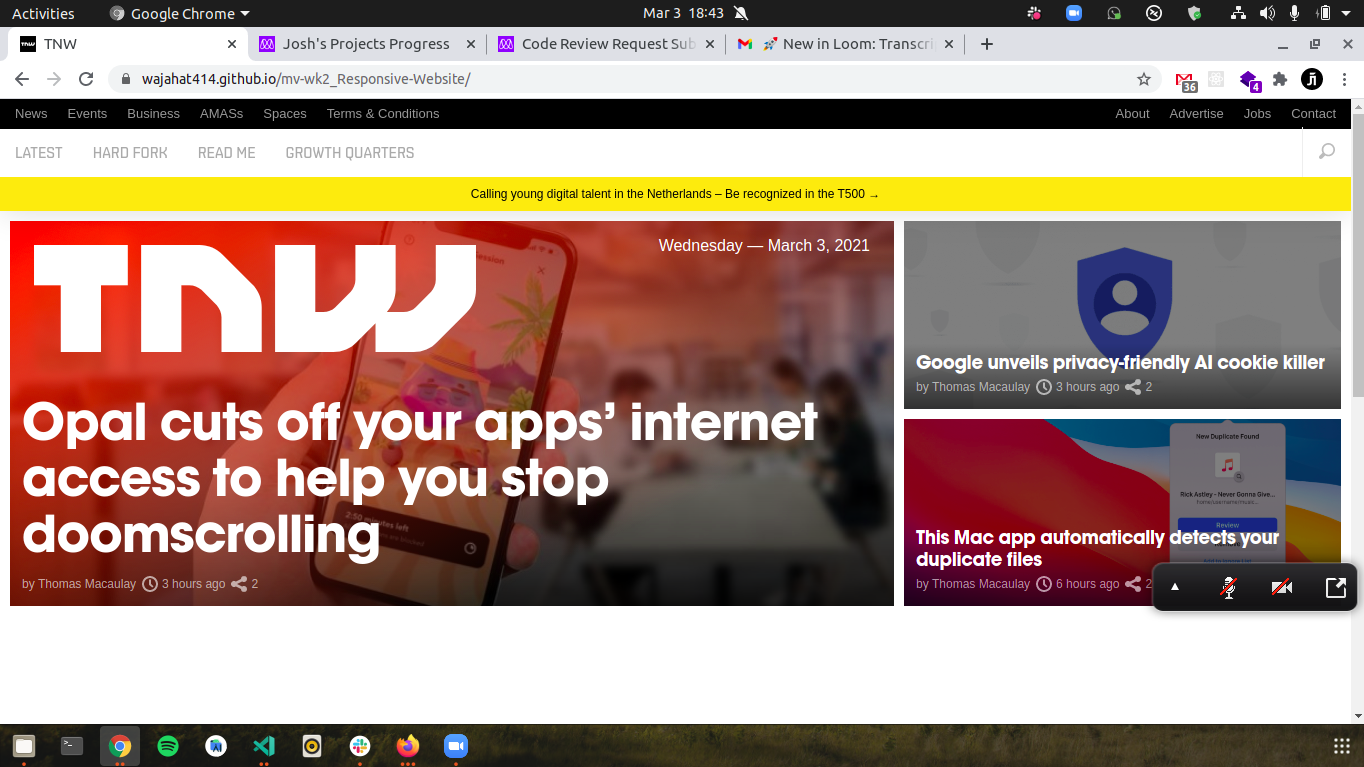 Activities
Google Chrome
Mar 3 18:43
TNW
Josh's Projects Progress
Code Review Request Sub
🚀 New in Loom: Transcri
wajahat414.github.io/mv-wk2_Responsive-Website/
36
4
News Events Business AMASs Spaces Terms & Conditions
About Advertise Jobs Contact
LATEST HARD FORK READ ME GROWTH QUARTERS
Calling young digital talent in the Netherlands – Be recognized in the T500 →
TNW
Wednesday — March 3, 2021
Opal cuts off your apps’ internet
access to help you stop
doomscrolling
2:50 minutes left
by Thomas Macaulay 3 hours ago 2
Google unveils privacy-friendly AI cookie killer
by Thomas Macaulay 3 hours ago 2
New Duplicate Found
Rick Astley - Never Gonna Give...
Review
This Mac app automatically detects your
duplicate files
by Thomas Macaulay 6 hours ago 2